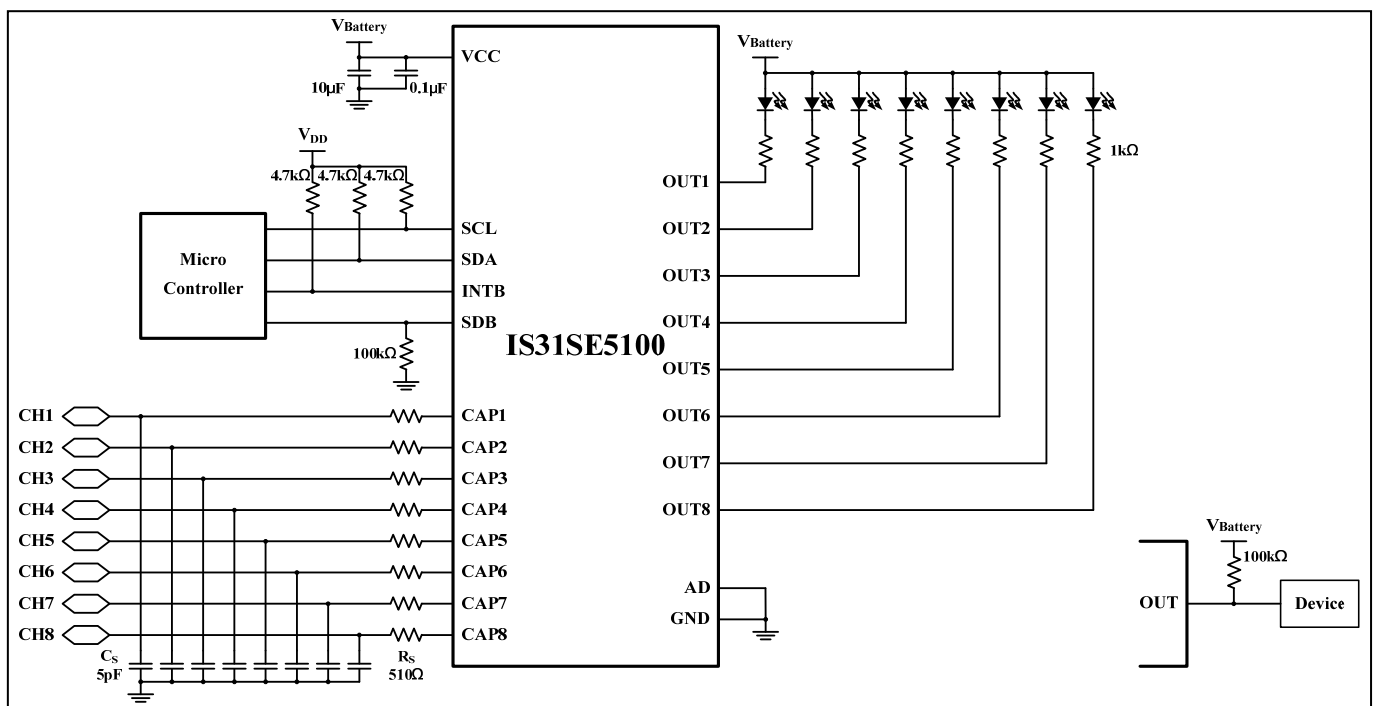 VBattery
VCC
10μF
0.1μF
VDD
4.7kΩ 4.7kΩ 4.7kΩ
Micro
Controller
SCL
SDA
INTB
SDB
100kΩ
CH1
CH2
CH3
CH4
CH5
CH6
CH7
CH8
CS
5pF
RS
510Ω
CAP1
CAP2
CAP3
CAP4
CAP5
CAP6
CAP7
CAP8
IS31SE5100
VBattery
1kΩ
OUT1
OUT2
OUT3
OUT4
OUT5
OUT6
OUT7
OUT8
AD
GND
VBattery
100kΩ
OUT
Device